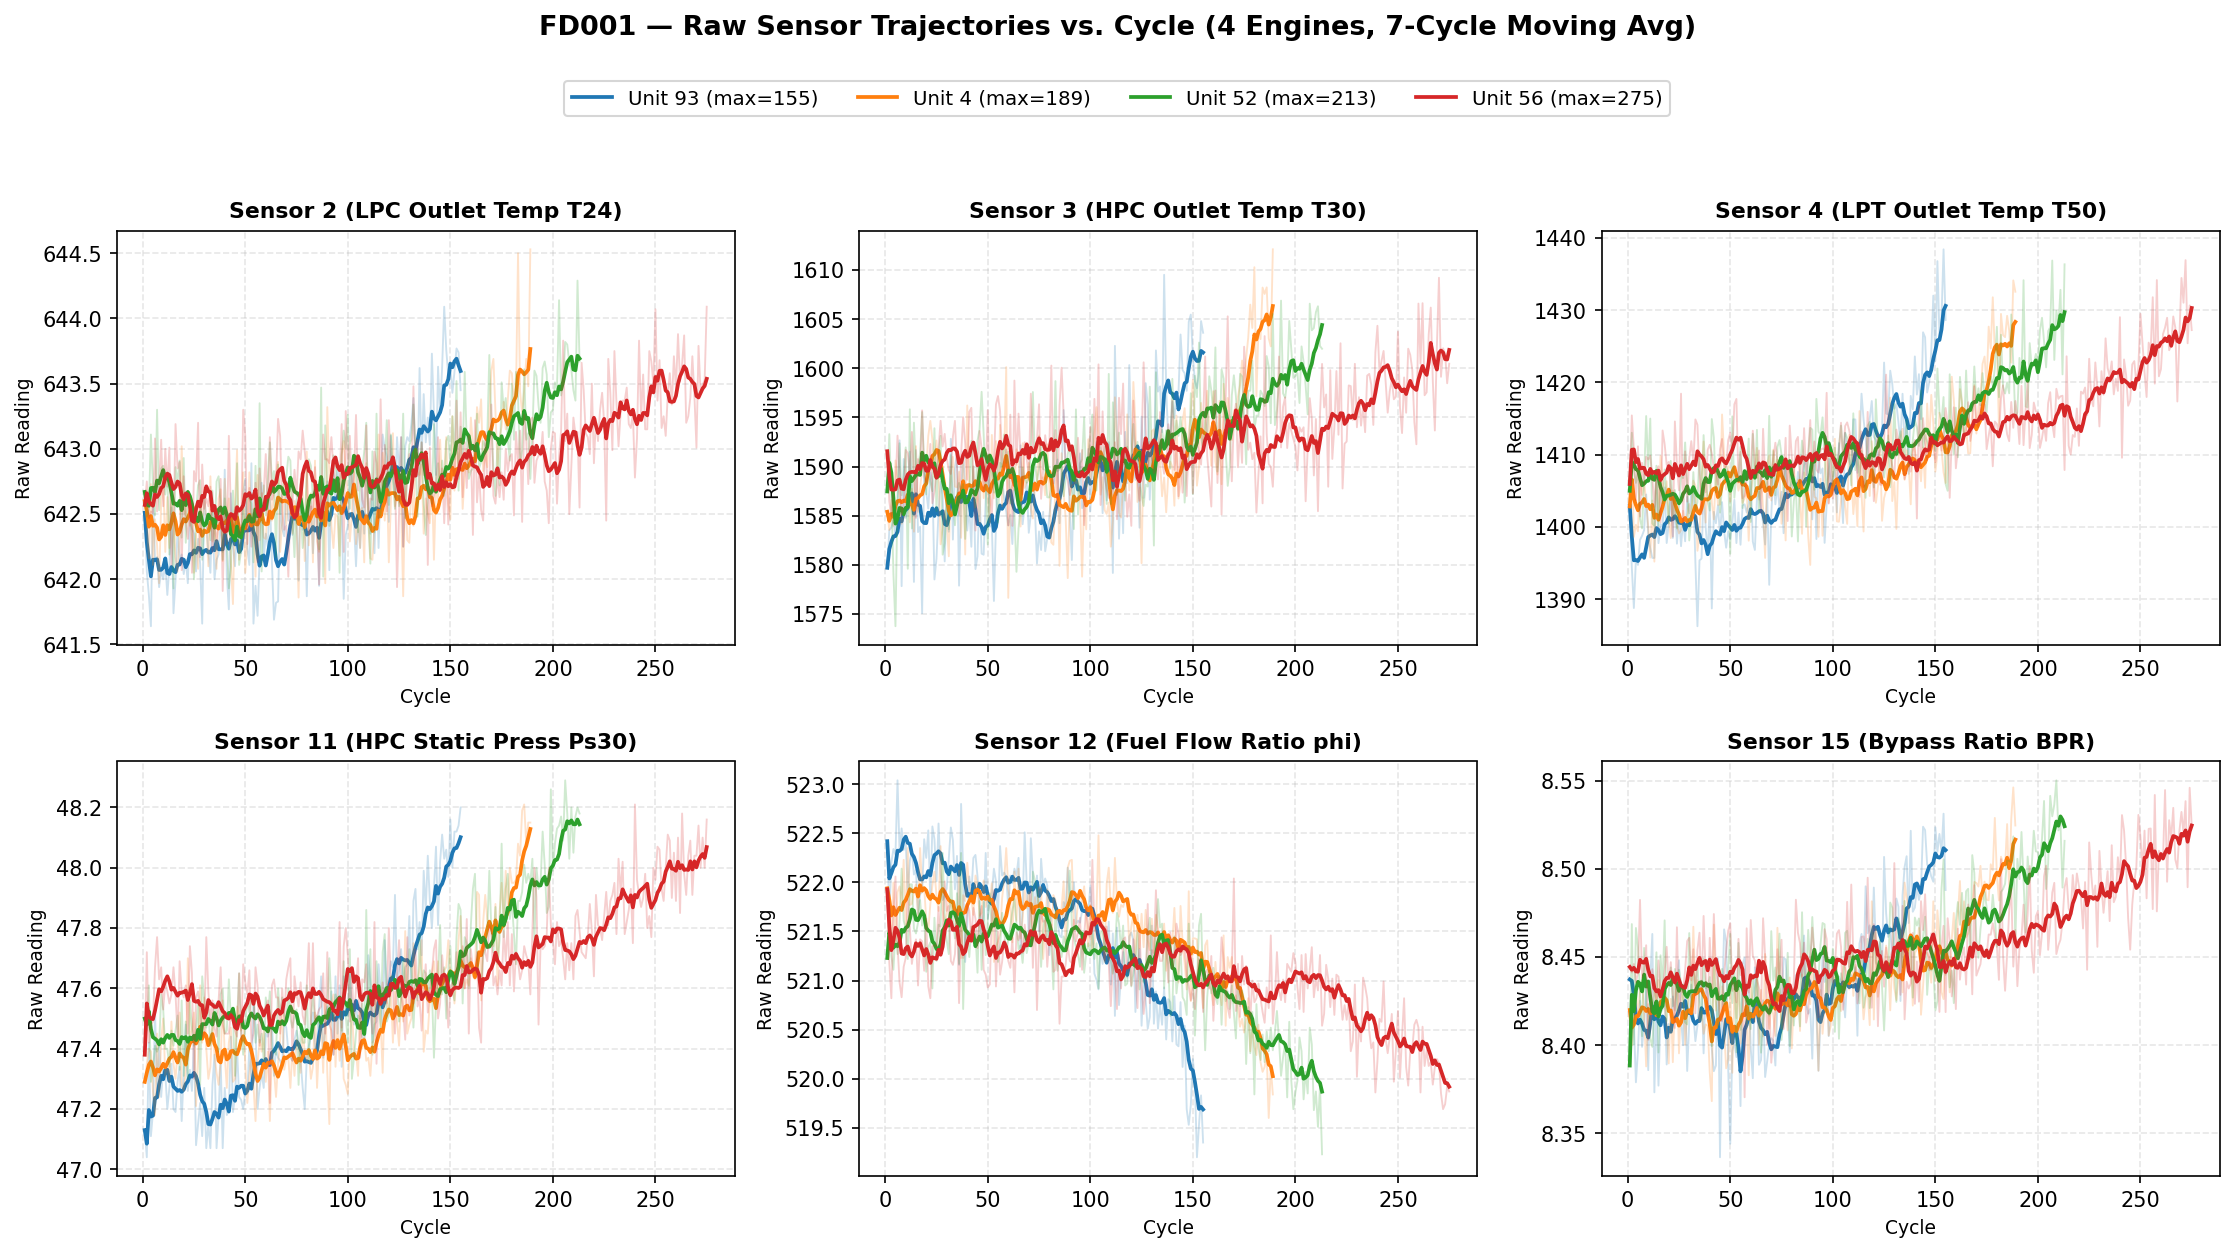 FD001 — Raw Sensor Trajectories vs. Cycle (4 Engines, 7-Cycle Moving Avg)
Unit 93 (max=155) Unit 4 (max=189) Unit 52 (max=213) Unit 56 (max=275)
Sensor 2 (LPC Outlet Temp T24)
644.5
644.0
643.5
643.0
642.5
642.0
641.5
Raw Reading
0 50 100 150 200 250
Cycle
Sensor 3 (HPC Outlet Temp T30)
1610
1605
1600
1595
1590
1585
1580
1575
Raw Reading
0 50 100 150 200 250
Cycle
Sensor 4 (LPT Outlet Temp T50)
1440
1430
1420
1410
1400
1390
Raw Reading
0 50 100 150 200 250
Cycle
Sensor 11 (HPC Static Press Ps30)
48.2
48.0
47.8
47.6
47.4
47.2
47.0
Raw Reading
0 50 100 150 200 250
Cycle
Sensor 12 (Fuel Flow Ratio phi)
523.0
522.5
522.0
521.5
521.0
520.5
520.0
519.5
Raw Reading
0 50 100 150 200 250
Cycle
Sensor 15 (Bypass Ratio BPR)
8.55
8.50
8.45
8.40
8.35
Raw Reading
0 50 100 150 200 250
Cycle